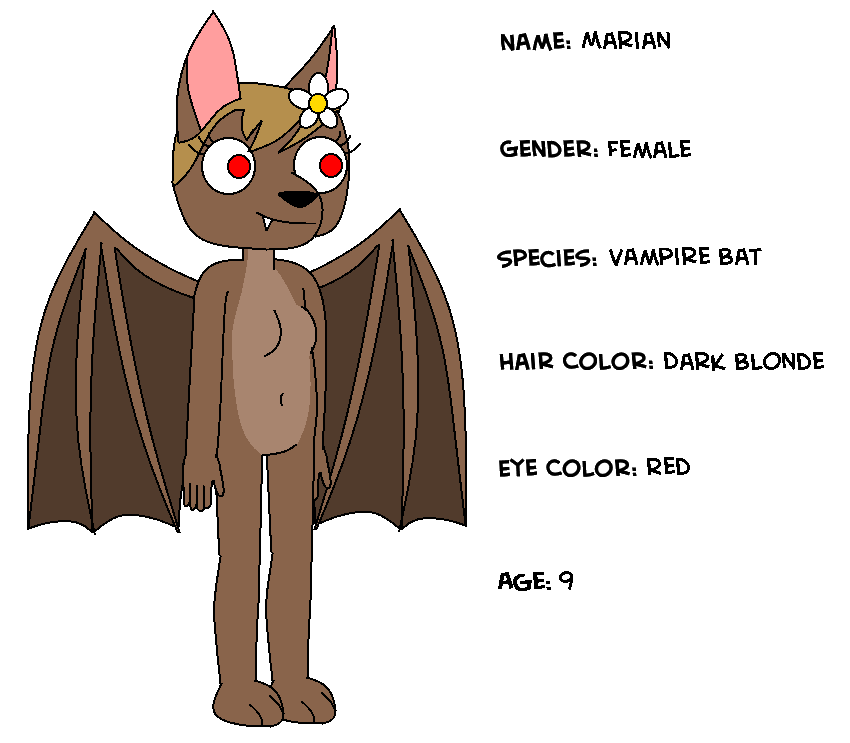 NAME: MARIAN
GENDER: FEMALE
SPECIES: VAMPIRE BAT
HAIR COLOR: DARK BLONDE
EYE COLOR: RED
AGE: 9